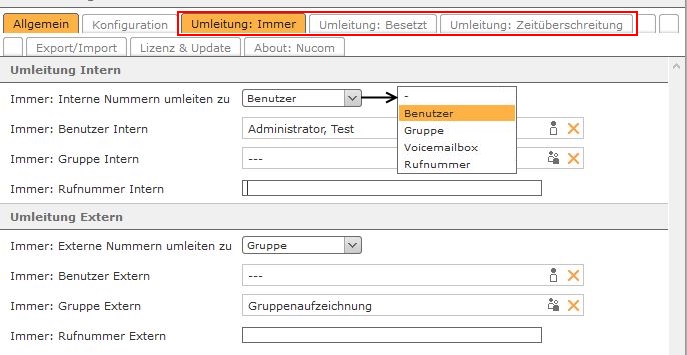 Allgemein Konfiguration Umleitung: Immer Umleitung: Besetzt Umleitung: Zeitüberschreitung
Export/Import Lizenz & Update About: Nucom
Umleitung Intern
Immer: Interne Nummern umleiten zu Benutzer
-
Benutzer
Gruppe
Voicemailbox
Rufnummer
Immer: Benutzer Intern Administrator, Test
Immer: Gruppe Intern ---
Immer: Rufnummer Intern
Umleitung Extern
Immer: Externe Nummern umleiten zu Gruppe
Immer: Benutzer Extern ---
Immer: Gruppe Extern Gruppenaufzeichnung
Immer: Rufnummer Extern